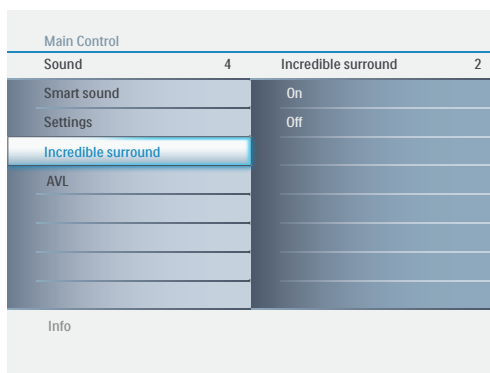 Main Control
Sound 4 Incredible surround 2
Smart sound On
Settings Off
Incredible surround
AVL
Info